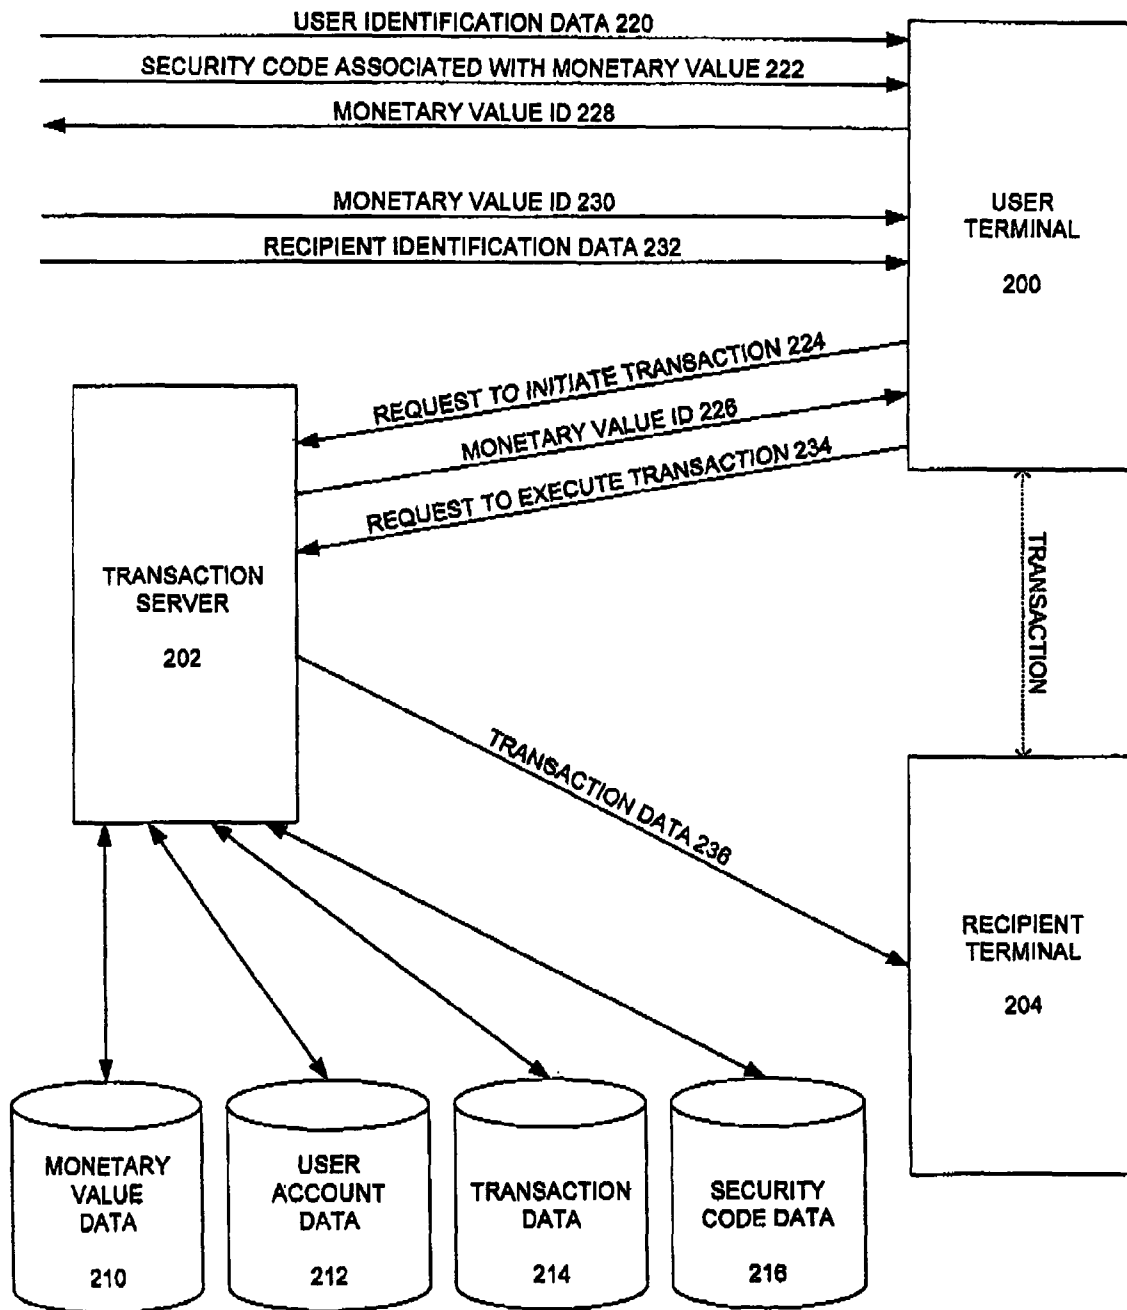 USER IDENTIFICATION DATA 220
SECURITY CODE ASSOCIATED WITH MONETARY VALUE 222
MONETARY VALUE ID 228
MONETARY VALUE ID 230
RECIPIENT IDENTIFICATION DATA 232
USER
TERMINAL
200
REQUEST TO INITIATE TRANSACTION 224
MONETARY VALUE ID 226
REQUEST TO EXECUTE TRANSACTION 234
TRANSACTION
SERVER
202
TRANSACTION
TRANSACTION DATA 236
RECIPIENT
TERMINAL
204
MONETARY
VALUE
DATA
210
USER
ACCOUNT
DATA
212
TRANSACTION
DATA
214
SECURITY
CODE DATA
216